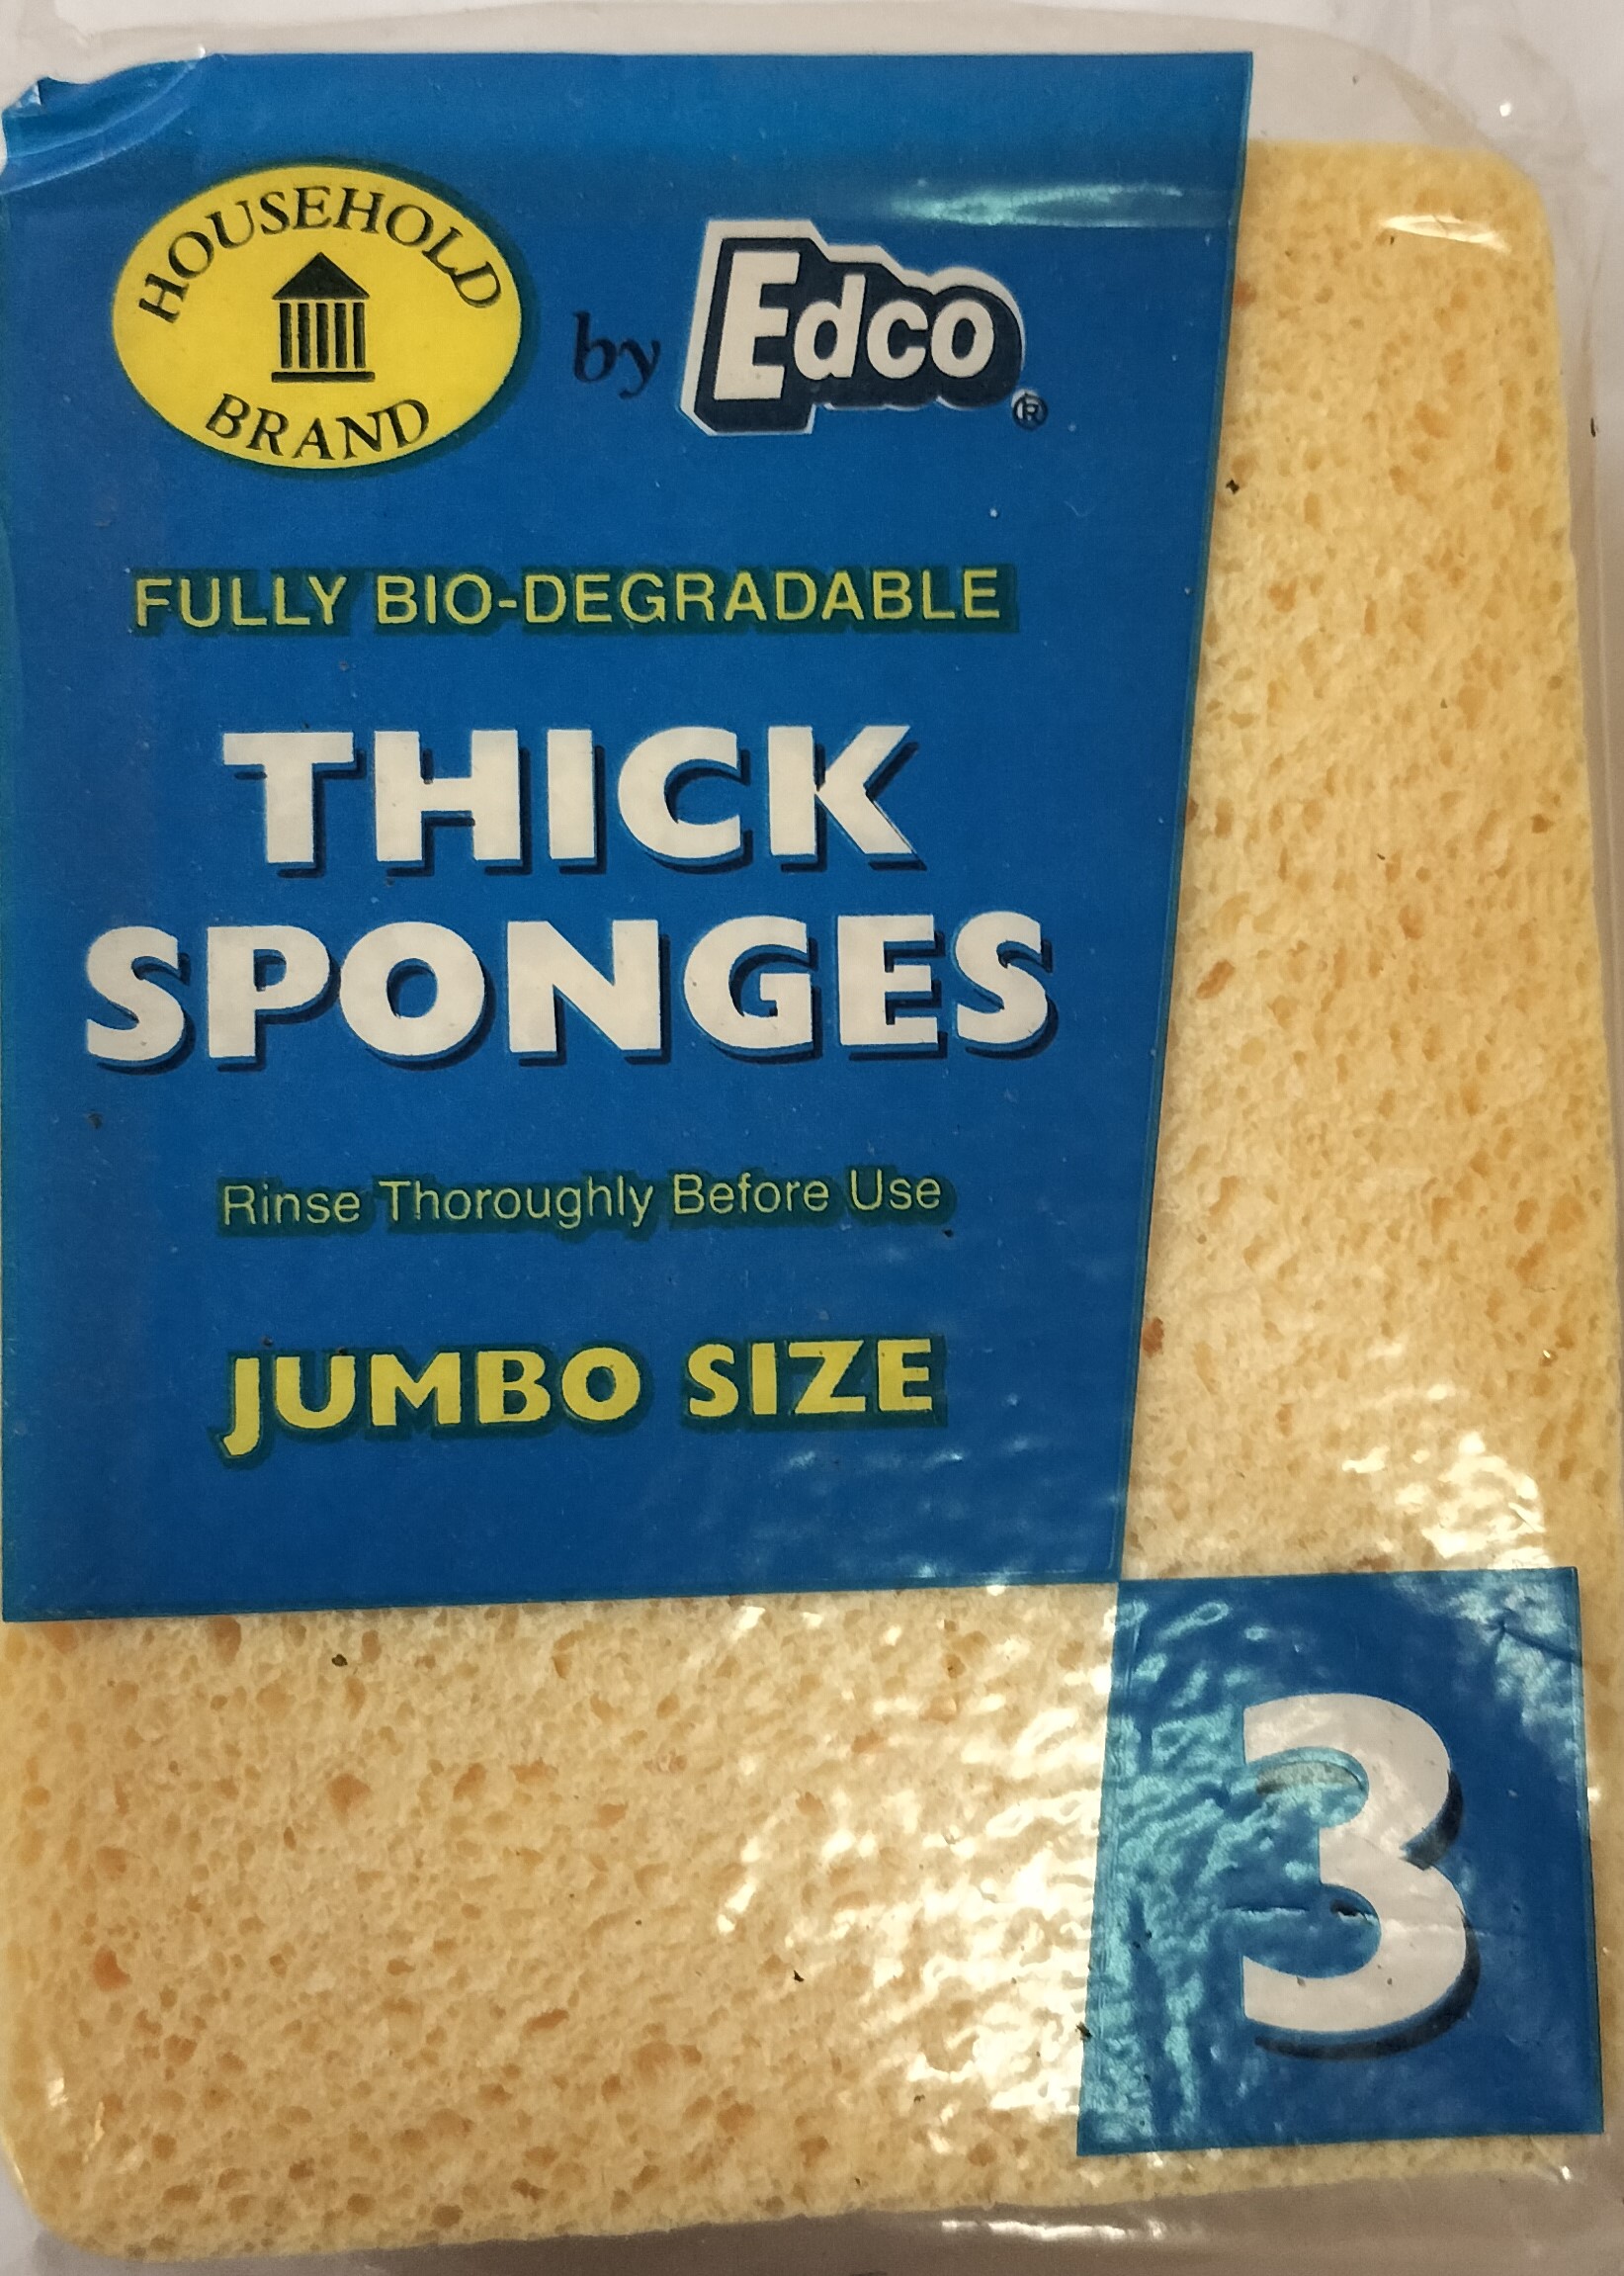 HOUSEHOLD
BRAND
by Edco®
FULLY BIO-DEGRADABLE
THICK
SPONGES
Rinse Thoroughly Before Use
JUMBO SIZE
3